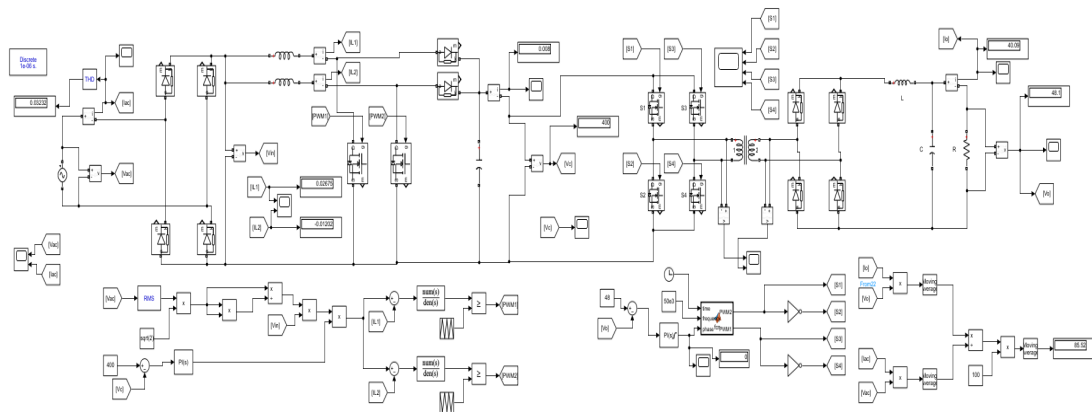 Discrete
1e-06 s.
THD
0.05232
[Iac]
[Vac]
[Vac]
[Iac]
[Vin]
[IL1]
[IL2]
[PWM1]
[PWM2]
[IL1]
0.02675
[IL2]
-0.01202
0.008
400
[Vc]
[Vc]
[S1]
[S3]
S1
S3
[S2]
[S4]
S2
S4
[S1]
[S2]
[S3]
[S4]
L
C
R
[Io]
40.09
48.1
[Vo]
[Vac]
RMS
x
sqrt(2)
x
x
÷
[Vin]
x
x
400
[Vc]
PI(s)
[IL1]
num(s)
den(s)
≥
[PWM1]
[IL2]
num(s)
den(s)
≥
[PWM2]
48
[Vo]
PI(s)
50e3
time
phase
PWM2
fcn
PWM1
0
[S1]
[S2]
[S3]
[S4]
[Io]
From22
[Vo]
x
Moving
average
[Iac]
[Vac]
x
Moving
average
x
÷
100
x
Moving
average
85.52